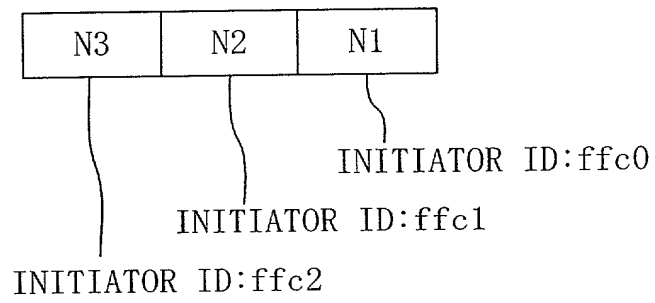 N3 N2 N1
INITIATOR ID:ffc0
INITIATOR ID:ffc1
INITIATOR ID:ffc2